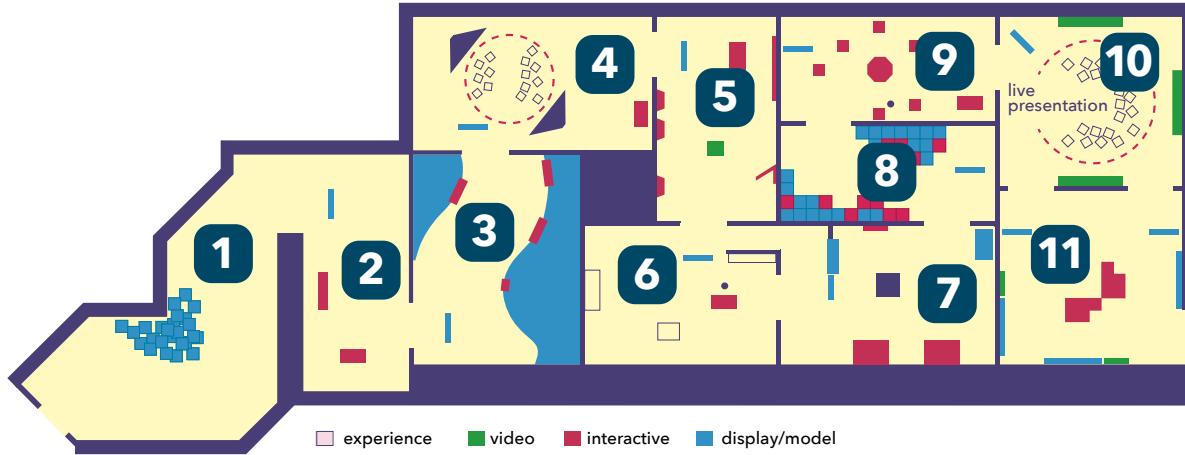 4
9
10
5
live
presentation
8
3
1
11
2
6
7
experience
video
interactive
display/model